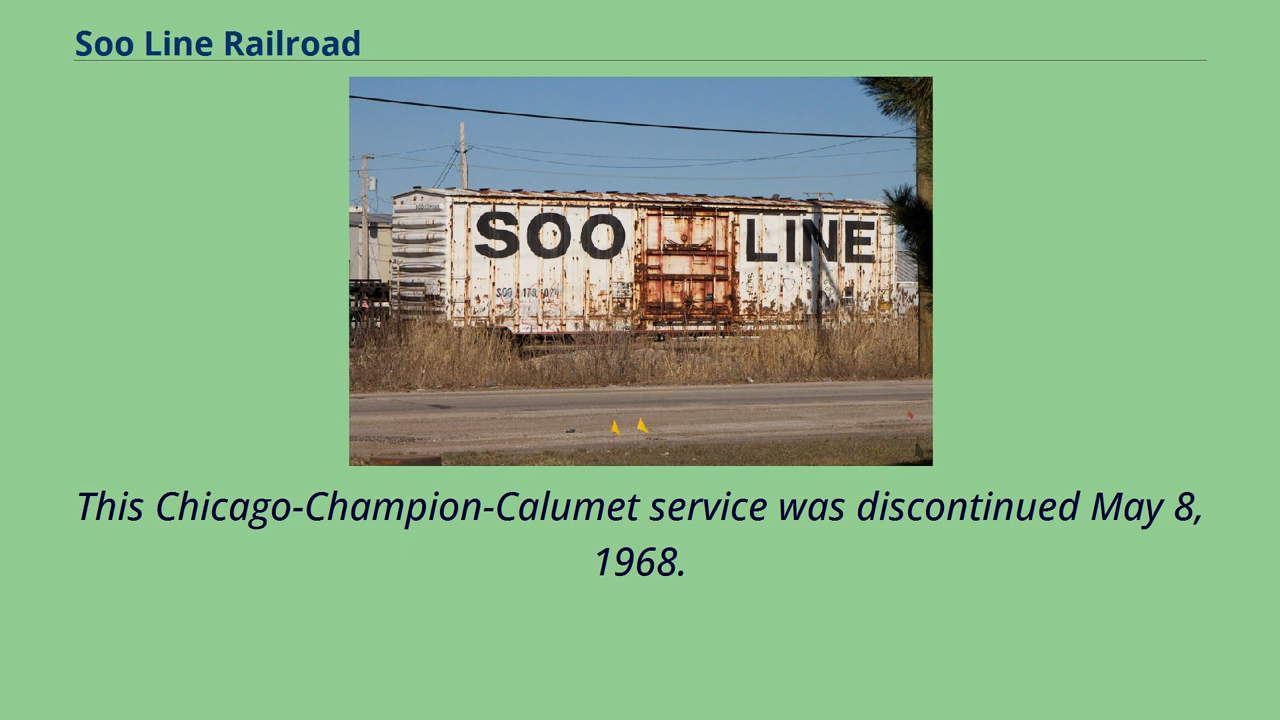 Soo Line Railroad
SOO LINE
This Chicago-Champion-Calumet service was discontinued May 8,
1968.